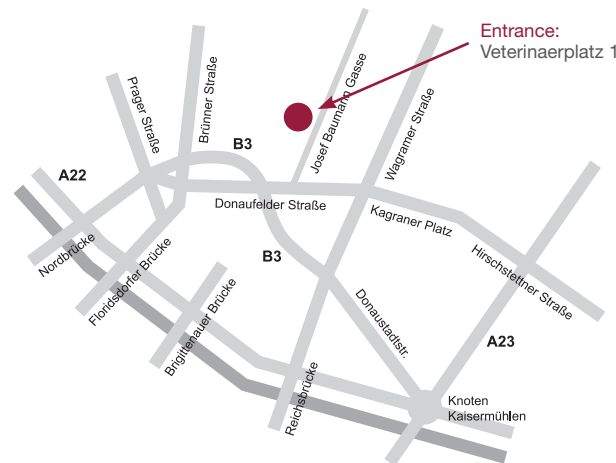 Entrance:
Veterinaerplatz 1
Prager Straße
Brünner Straße
Josef Baumann Gasse
Wagramer Straße
B3
A22
Donaufelder Straße
Kagraner Platz
Nordbrücke
Floridsdorfer Brücke
B3
Hirschstettner Straße
Brigittenauer Brücke
Donaustadtstr.
A23
Reichsbrücke
Knoten
Kaisermühlen